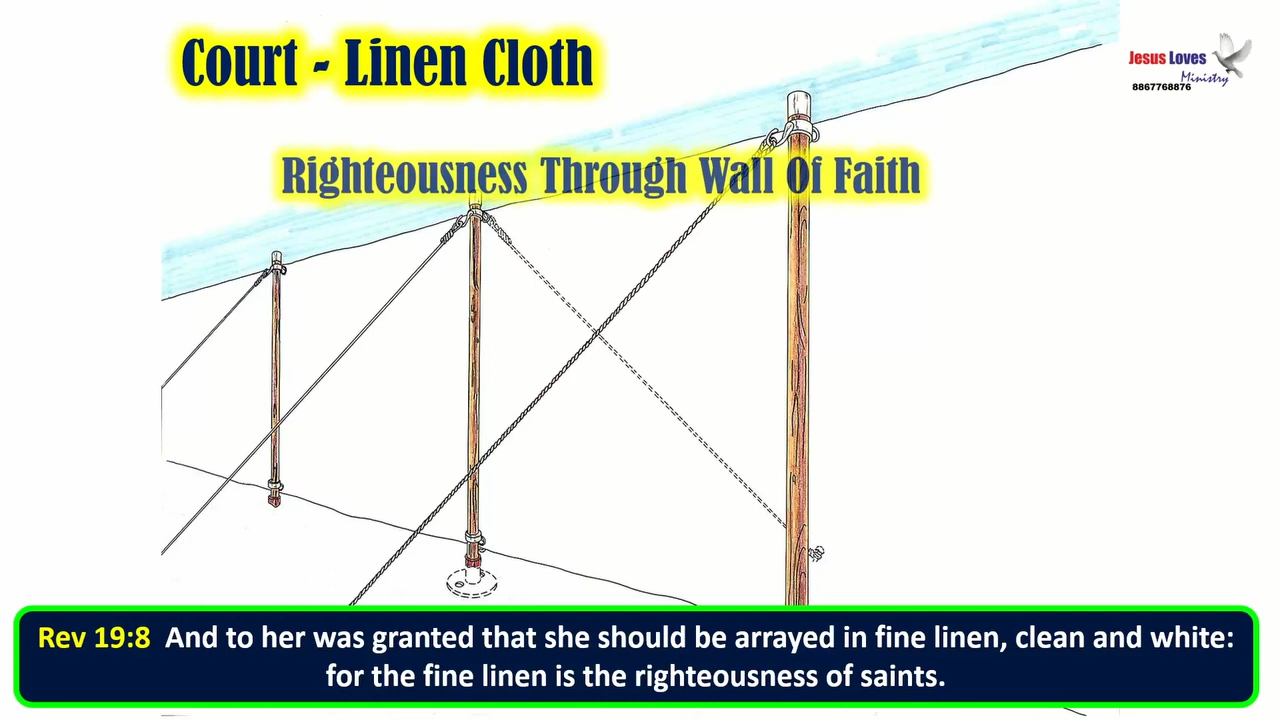 Court - Linen Cloth
Jesus Loves
Ministry
8867768876
Righteousness Through Wall Of Faith
Rev 19:8 And to her was granted that she should be arrayed in fine linen, clean and white:
for the fine linen is the righteousness of saints.